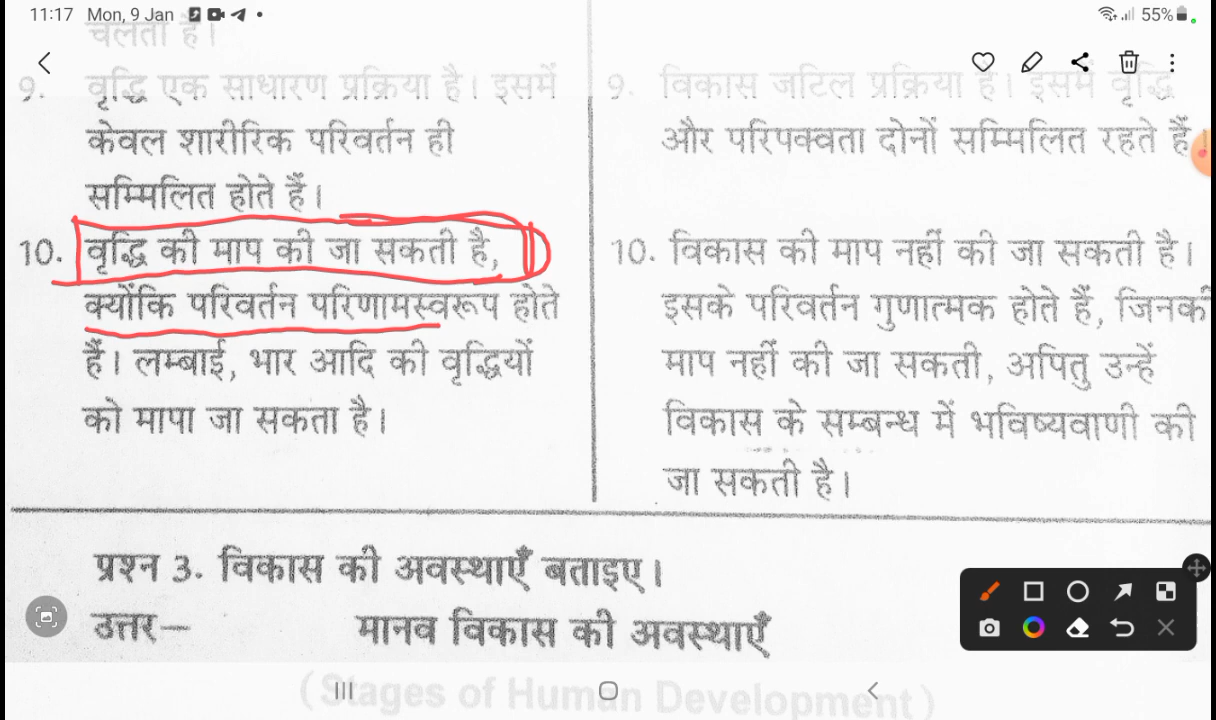 11:17 Mon, 9 Jan
55%
चलता है।
9. वृद्धि एक साधारण प्रक्रिया है। इसमें
केवल शारीरिक परिवर्तन ही
सम्मिलित होते हैं।
10. वृद्धि की माप की जा सकती है,
क्योंकि परिवर्तन परिणामस्वरूप होते
हैं। लम्बाई, भार आदि की वृद्धियों
को मापा जा सकता है।
9. विकास जटिल प्रक्रिया है। इसमें वृद्धि
और परिपक्वता दोनों सम्मिलित रहते हैं।
10. विकास की माप नहीं की जा सकती है।
इसके परिवर्तन गुणात्मक होते हैं, जिनकी
माप नहीं की जा सकती, अपितु उन्हें
विकास के सम्बन्ध में भविष्यवाणी की
जा सकती है।
प्रश्न 3. विकास की अवस्थाएँ बताइए।
उत्तर— मानव विकास की अवस्थाएँ
(Stages of Human Development)